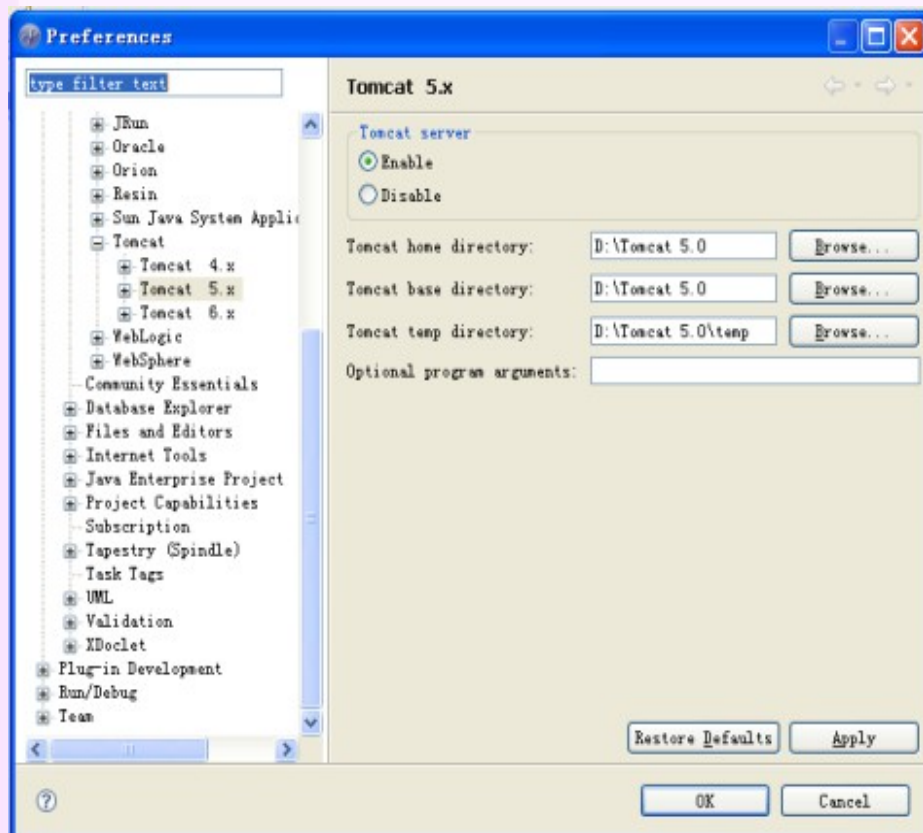 Preferences
type filter text
JRun
Oracle
Orion
Resin
Sun Java System Applic
Tomcat
Tomcat 4.x
Tomcat 5.x
Tomcat 6.x
WebLogic
WebSphere
Community Essentials
Database Explorer
Files and Editors
Internet Tools
Java Enterprise Project
Project Capabilities
Subscription
Tapestry (Spindle)
Task Tags
UML
Validation
XDoclet
Plug-in Development
Run/Debug
Team
Tomcat 5.x
Tomcat server
Enable
Disable
Tomcat home directory: D:\Tomcat 5.0 Browse...
Tomcat base directory: D:\Tomcat 5.0 Browse...
Tomcat temp directory: D:\Tomcat 5.0\temp Browse...
Optional program arguments:
Restore Defaults Apply
OK Cancel